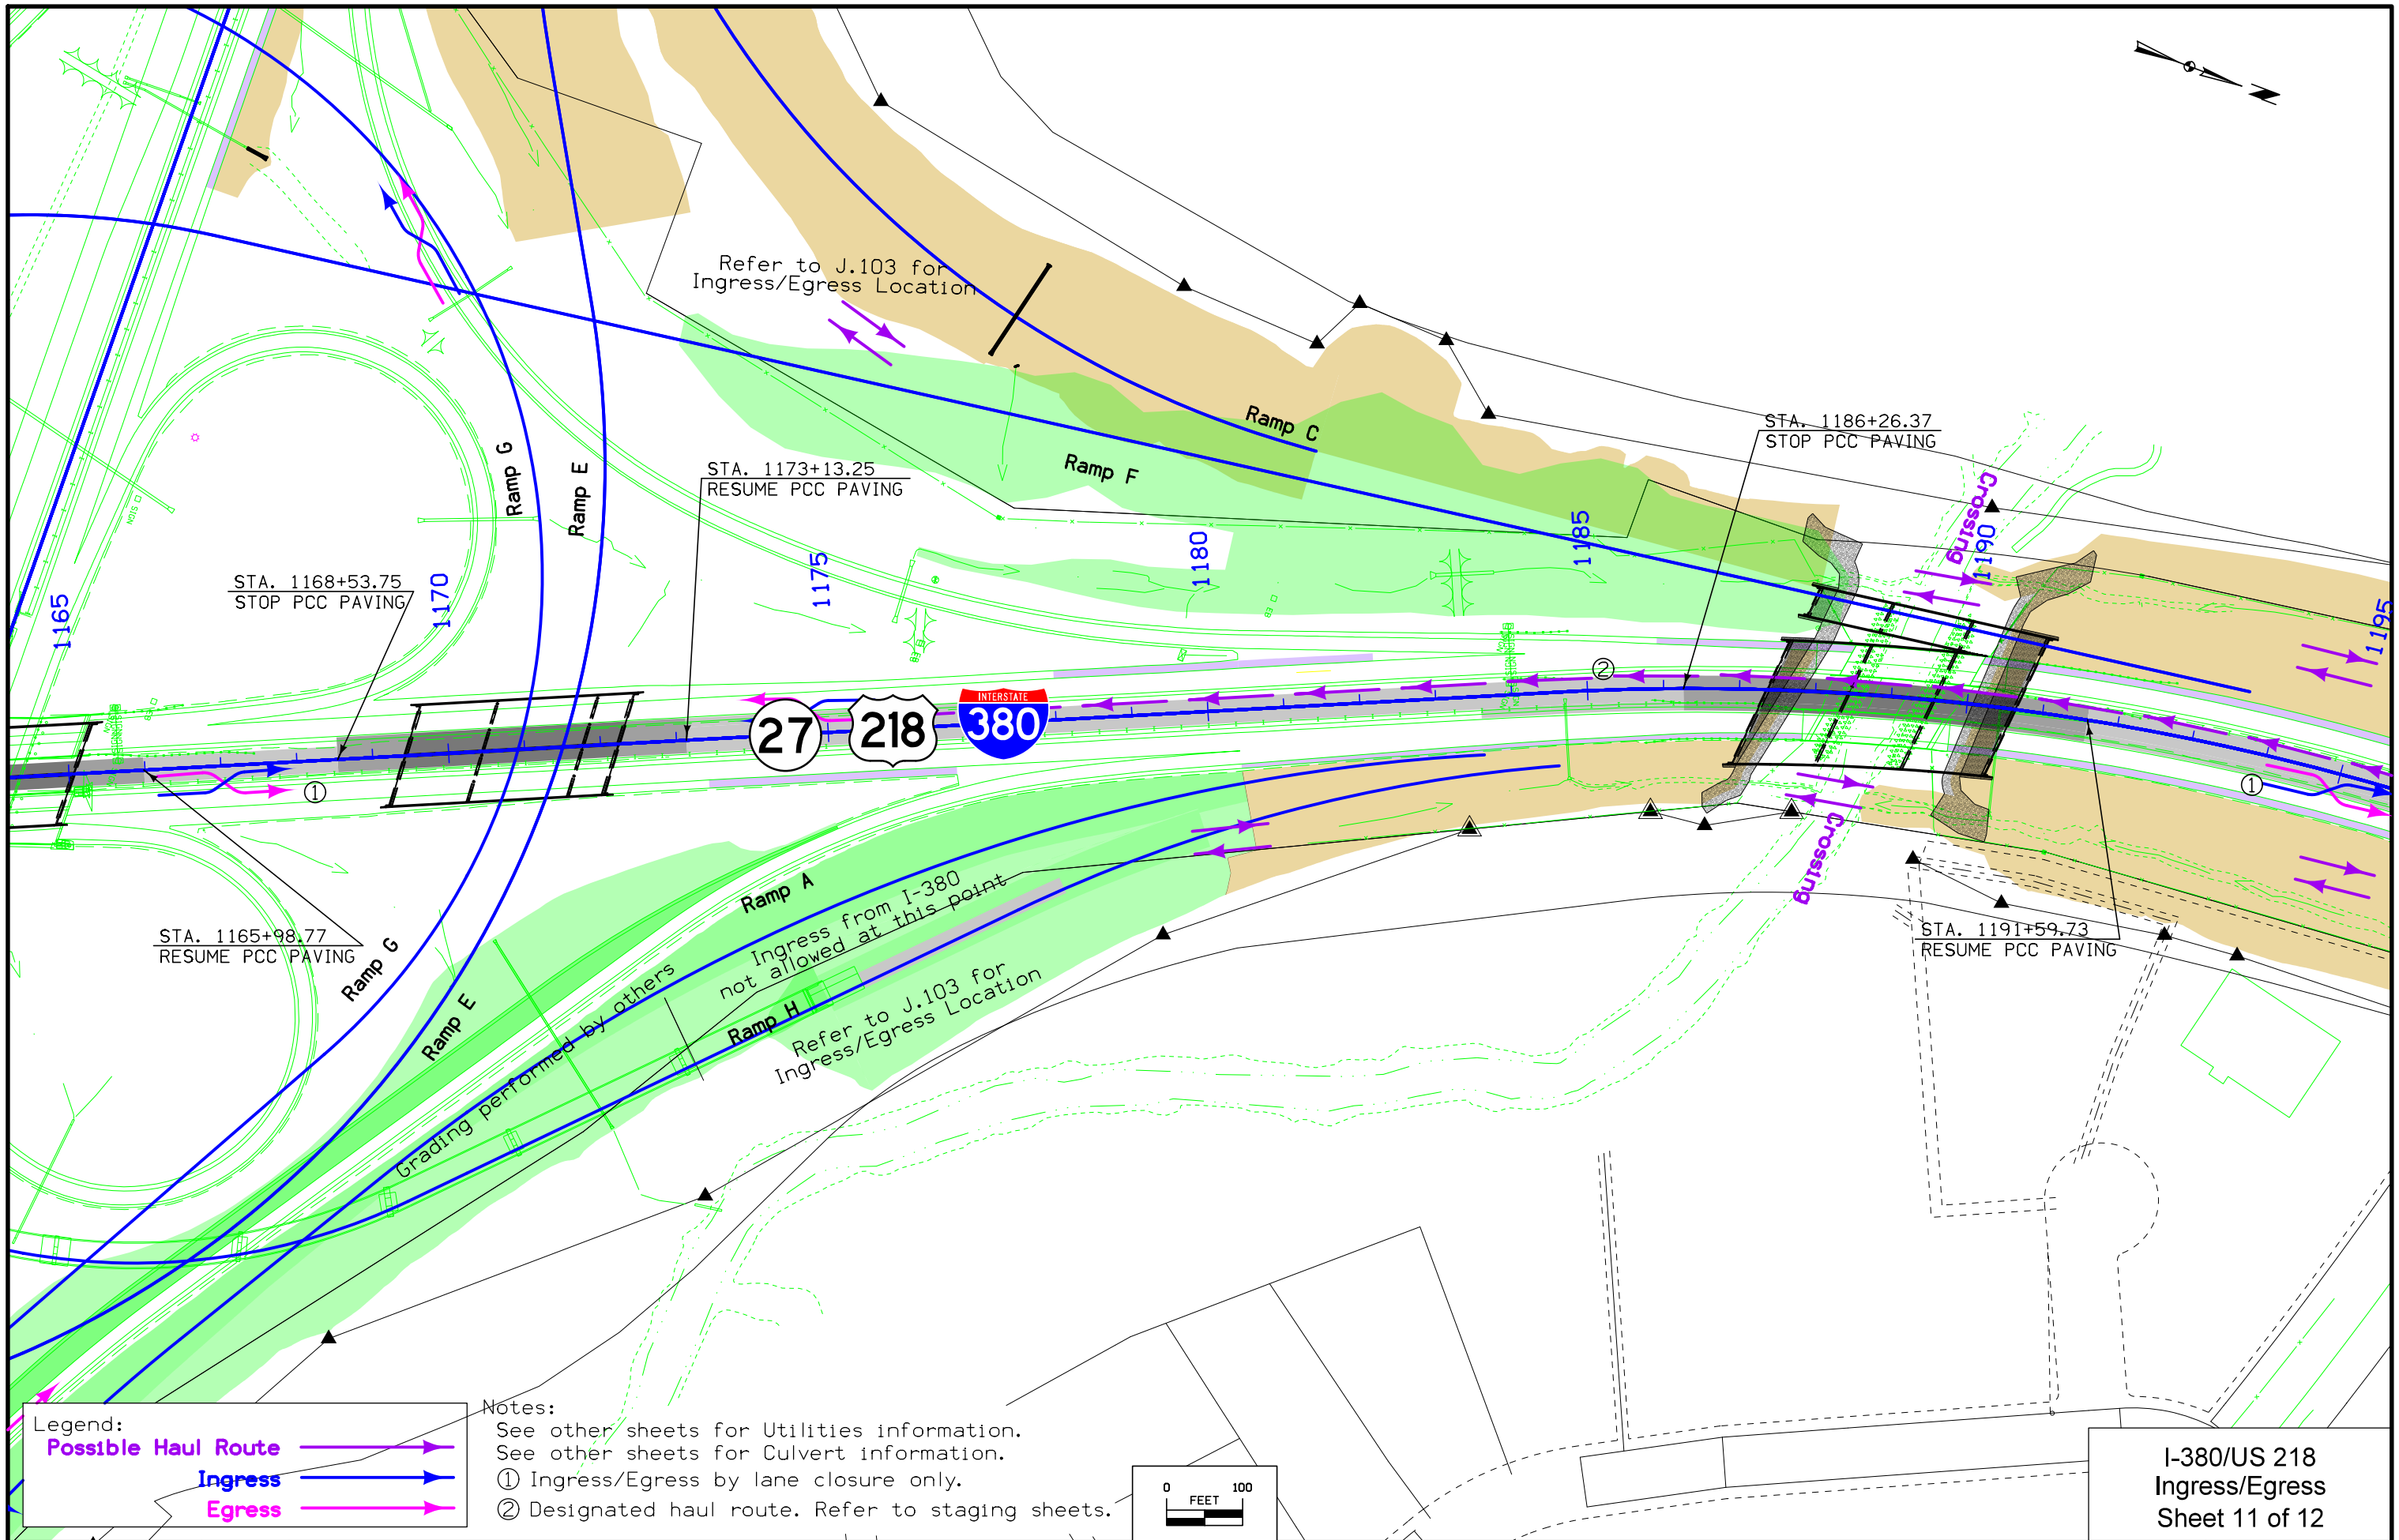 Refer to J.103 for
Ingress/Egress Location
Ramp C
STA. 1186+26.37
STOP PCC PAVING
Ramp F
Ramp G
Ramp E
STA. 1173+13.25
RESUME PCC PAVING
Crossing
SIGN
STA. 1168+53.75
STOP PCC PAVING
1165
1170
1175
1180
1185
1190
1195
②
27
218
INTERSTATE
380
①
①
Crossing
STA. 1165+98.77
RESUME PCC PAVING
Ramp G
Ramp E
Ramp A
Ingress from I-380
not allowed at this point
Grading performed by others
Ramp H
Refer to J.103 for
Ingress/Egress Location
STA. 1191+59.73
RESUME PCC PAVING
Legend:
Possible Haul Route
Ingress
Egress
Notes:
See other sheets for Utilities information.
See other sheets for Culvert information.
① Ingress/Egress by lane closure only.
② Designated haul route. Refer to staging sheets.
0 100
FEET
I-380/US 218
Ingress/Egress
Sheet 11 of 12
N